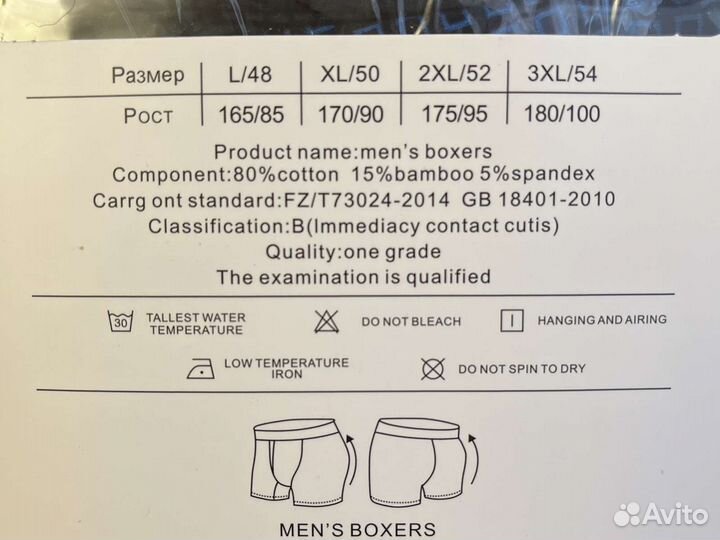 Размер L/48 XL/50 2XL/52 3XL/54
Рост 165/85 170/90 175/95 180/100
Product name:men's boxers
Component:80%cotton 15%bamboo 5%spandex
Carrg ont standard:FZ/T73024-2014 GB 18401-2010
Classification:B(Immediacy contact cutis)
Quality:one grade
The examination is qualified
30 TALLEST WATER TEMPERATURE
DO NOT BLEACH
HANGING AND AIRING
LOW TEMPERATURE IRON
DO NOT SPIN TO DRY
MEN'S BOXERS
Avito